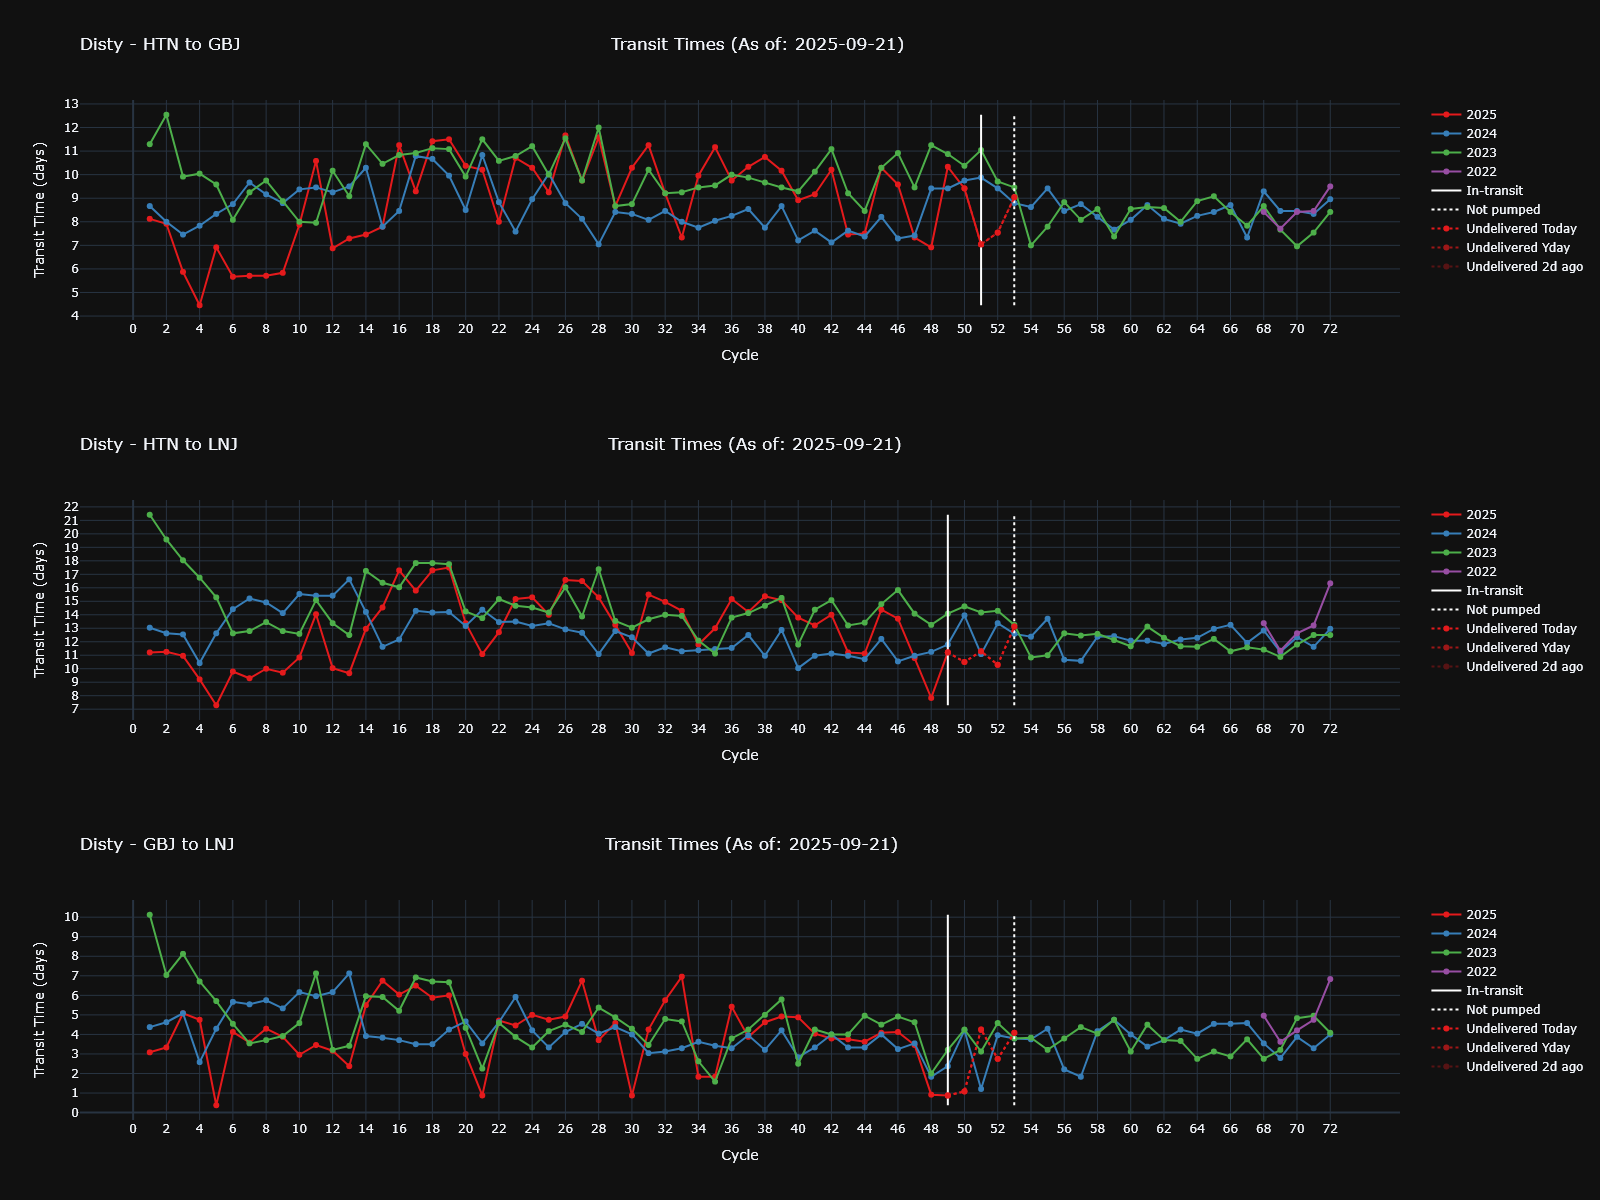 Disty - HTN to GBJ
Transit Times (As of: 2025-09-21)
Transit Time (days)
13
12
11
10
9
8
7
6
5
4
0 2 4 6 8 10 12 14 16 18 20 22 24 26 28 30 32 34 36 38 40 42 44 46 48 50 52 54 56 58 60 62 64 66 68 70 72
Cycle
2025
2024
2023
2022
In-transit
Not pumped
Undelivered Today
Undelivered Yday
Undelivered 2d ago
Disty - HTN to LNJ
Transit Times (As of: 2025-09-21)
Transit Time (days)
22
21
20
19
18
17
16
15
14
13
12
11
10
9
8
7
0 2 4 6 8 10 12 14 16 18 20 22 24 26 28 30 32 34 36 38 40 42 44 46 48 50 52 54 56 58 60 62 64 66 68 70 72
Cycle
2025
2024
2023
2022
In-transit
Not pumped
Undelivered Today
Undelivered Yday
Undelivered 2d ago
Disty - GBJ to LNJ
Transit Times (As of: 2025-09-21)
Transit Time (days)
10
9
8
7
6
5
4
3
2
1
0
0 2 4 6 8 10 12 14 16 18 20 22 24 26 28 30 32 34 36 38 40 42 44 46 48 50 52 54 56 58 60 62 64 66 68 70 72
Cycle
2025
2024
2023
2022
In-transit
Not pumped
Undelivered Today
Undelivered Yday
Undelivered 2d ago